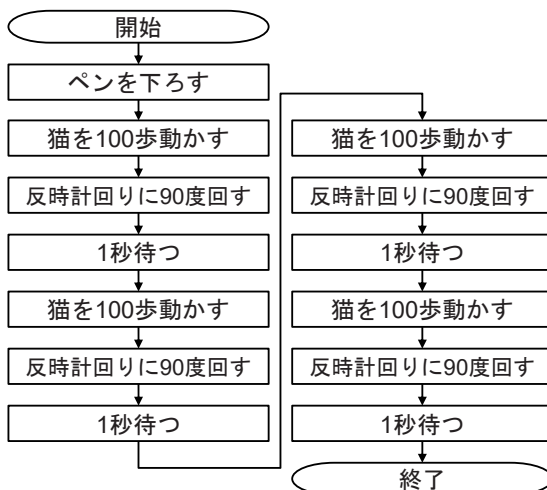 開始
ペンを下ろす
猫を100歩動かす
反時計回りに90度回す
1秒待つ
猫を100歩動かす
反時計回りに90度回す
1秒待つ
猫を100歩動かす
反時計回りに90度回す
1秒待つ
猫を100歩動かす
反時計回りに90度回す
1秒待つ
終了